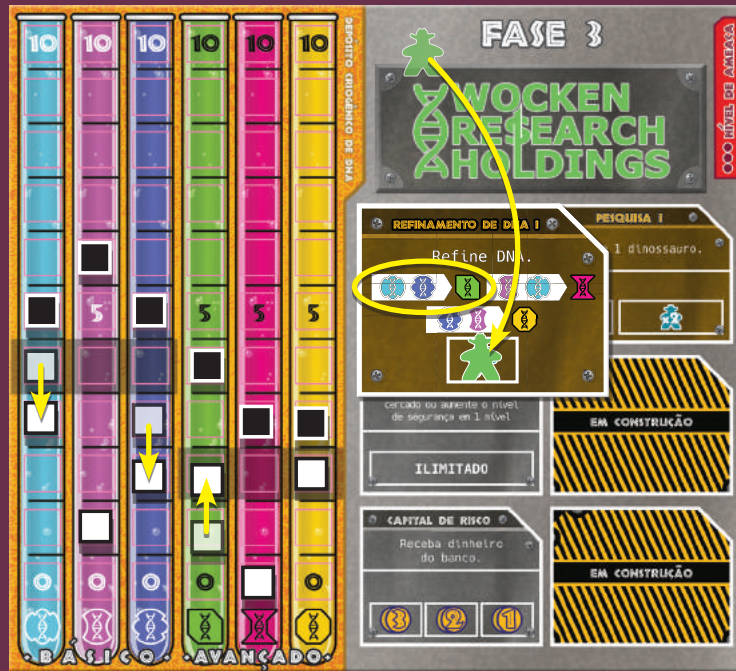 10 10 10 10 10 10
DEPÓSITO CRIOGÊNICO DE DNA
5 5 5 5
0 0 0 0 0
BÁSICO • AVANÇADO
FASE 3
NÍVEL DE AMEAÇA
WOCKEN
RESEARCH
HOLDINGS
REFINAMENTO DE DNA I
Refine DNA.
PESQUISA I
1 dinossauro.
x2
cercado ou aumente o nível
de segurança em 1 nível
ILIMITADO
EM CONSTRUÇÃO
CAPITAL DE RISCO
Receba dinheiro
do banco.
3 2 1
EM CONSTRUÇÃO